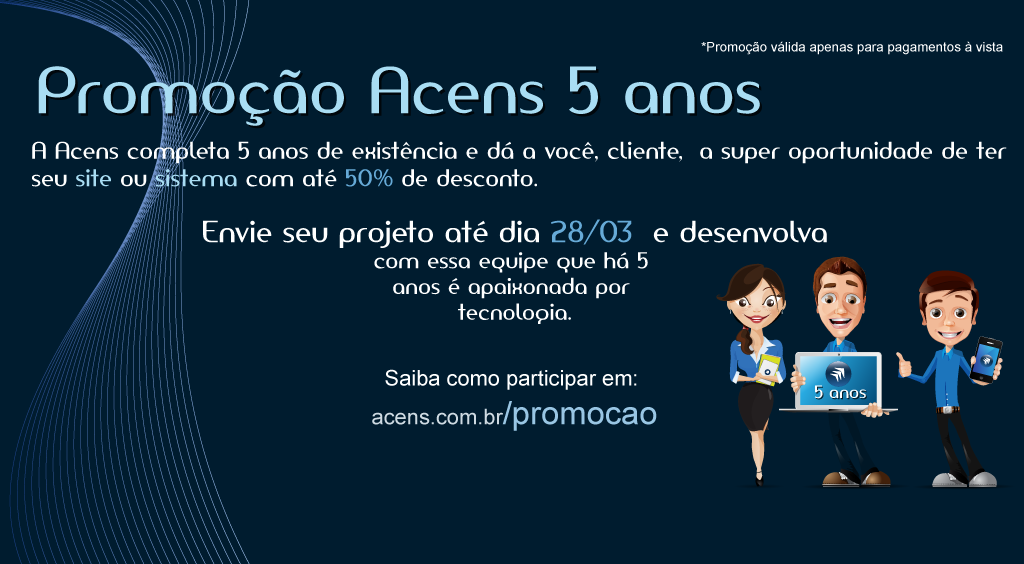 *Promoção válida apenas para pagamentos à vista
Promoção Acens 5 anos
A Acens completa 5 anos de existência e dá a você, cliente, a super oportunidade de ter
seu site ou sistema com até 50% de desconto.
Envie seu projeto até dia 28/03 e desenvolva
com essa equipe que há 5
anos é apaixonada por
tecnologia.
5 anos
Saiba como participar em:
acens.com.br/promocao